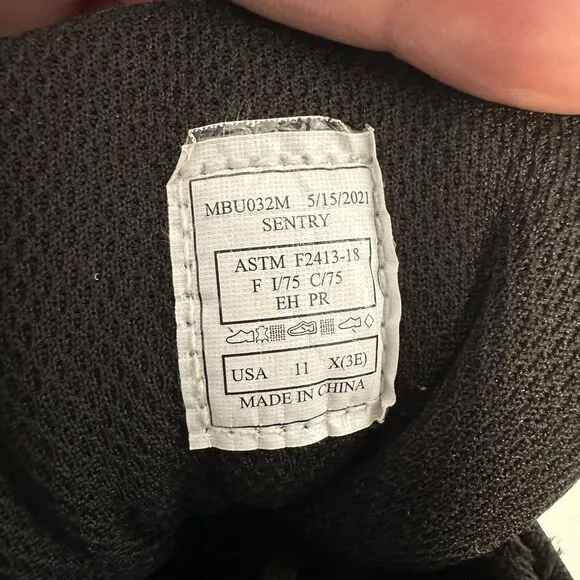 MBU032M 5/15/2021
SENTRY
ASTM F2413-18
F I/75 C/75
EH PR
USA 11 X(3E)
MADE IN CHINA